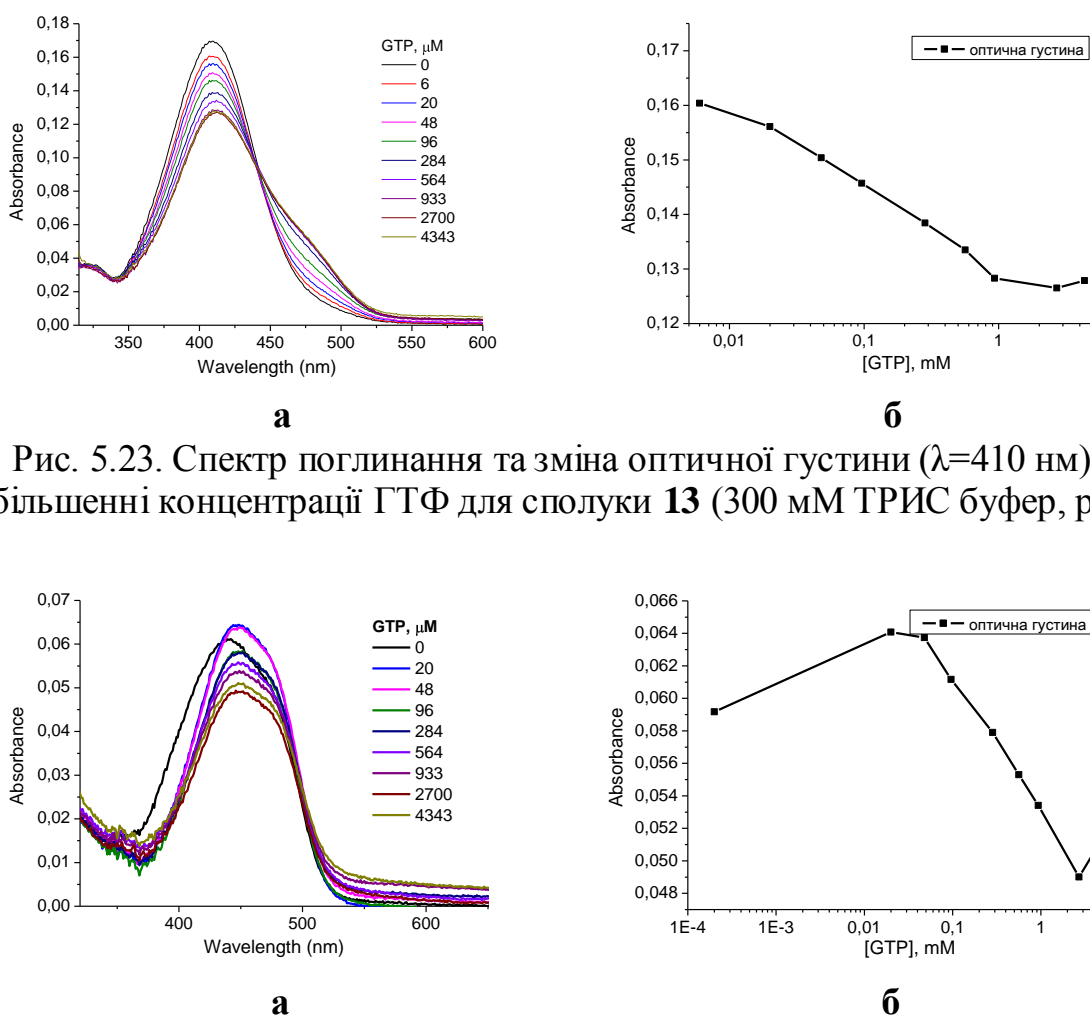 0,18
0,16
0,14
0,12
0,10
0,08
0,06
0,04
0,02
0,00
Absorbance
350 400 450 500 550 600
Wavelength (nm)
GTP, μM
0
6
20
48
96
284
564
933
2700
4343
а
0,17
0,16
0,15
0,14
0,13
0,12
Absorbance
оптична густина
0,01 0,1 1
[GTP], mM
б
Рис. 5.23. Спектр поглинання та зміна оптичної густини (λ=410 нм)
більшенні концентрації ГТФ для сполуки 13 (300 мМ ТРИС буфер, р
0,07
0,06
0,05
0,04
0,03
0,02
0,01
0,00
Absorbance
400 500 600
Wavelength (nm)
GTP, μM
0
20
48
96
284
564
933
2700
4343
а
0,066
0,064
0,062
0,060
0,058
0,056
0,054
0,052
0,050
0,048
Absorbance
оптична густина
1E-4 1E-3 0,01 0,1 1
[GTP], mM
б